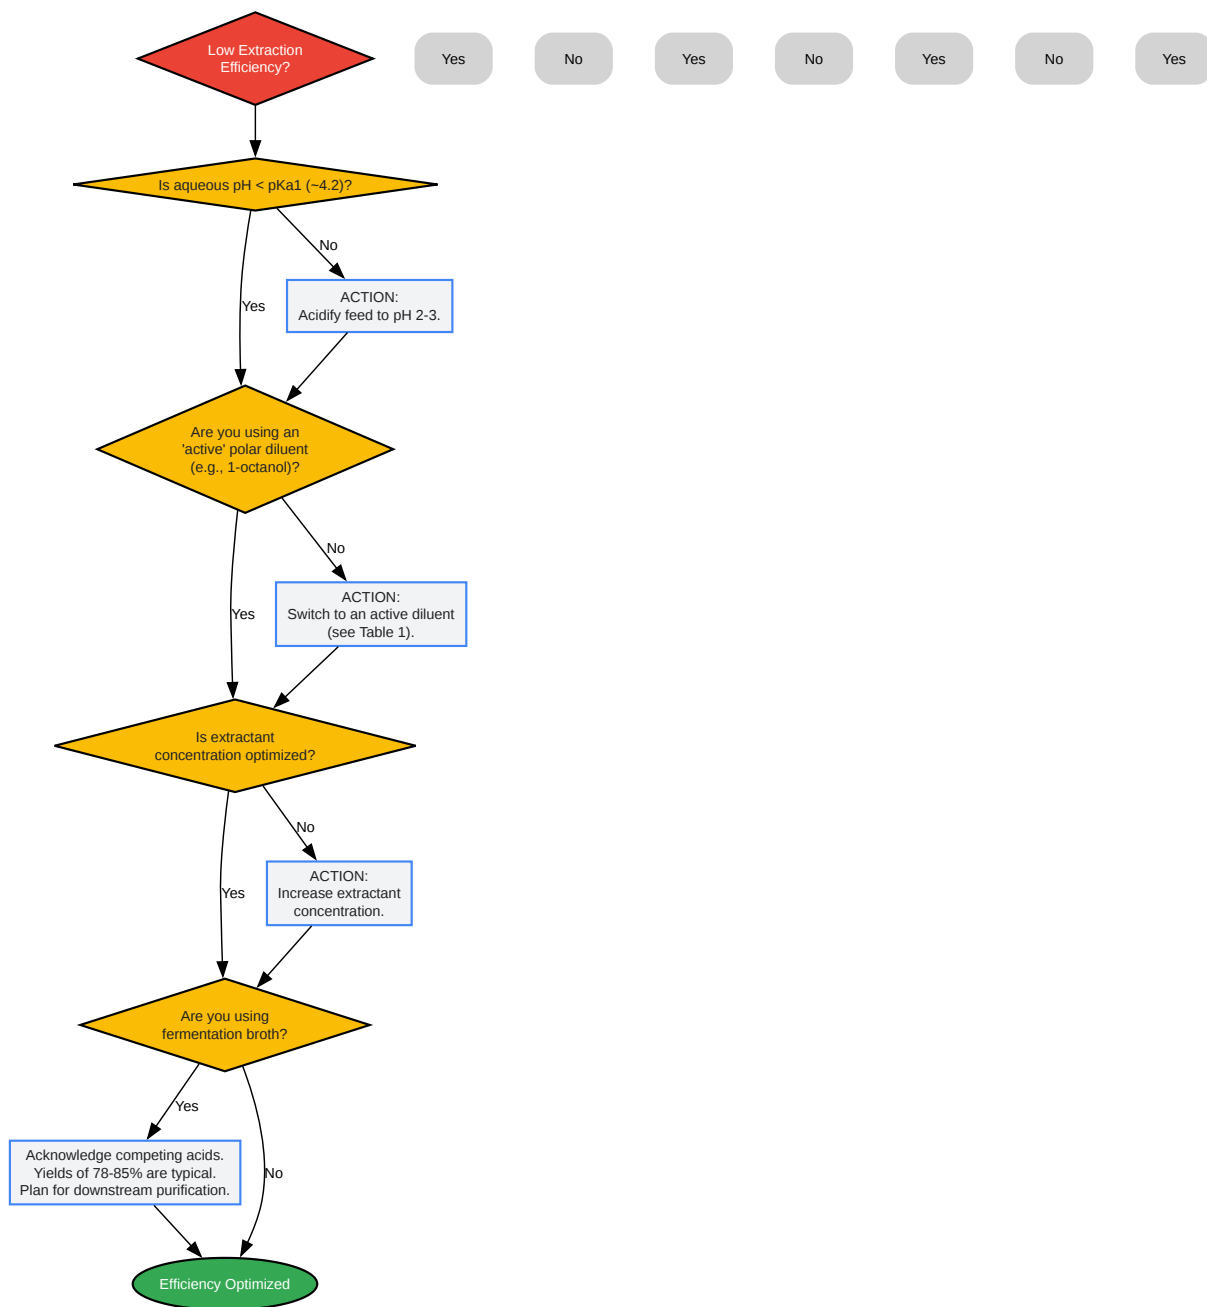 Low Extraction
Efficiency?
Yes
No
Yes
No
Yes
No
Yes
Is aqueous pH < pKa1 (~4.2)?
No
ACTION:
Acidify feed to pH 2-3.
Yes
Are you using an
'active' polar diluent
(e.g., 1-octanol)?
No
ACTION:
Switch to an active diluent
(see Table 1).
Yes
Is extractant
concentration optimized?
No
ACTION:
Increase extractant
concentration.
Yes
Are you using
fermentation broth?
Yes
Acknowledge competing acids.
Yields of 78-85% are typical.
Plan for downstream purification.
No
Efficiency Optimized